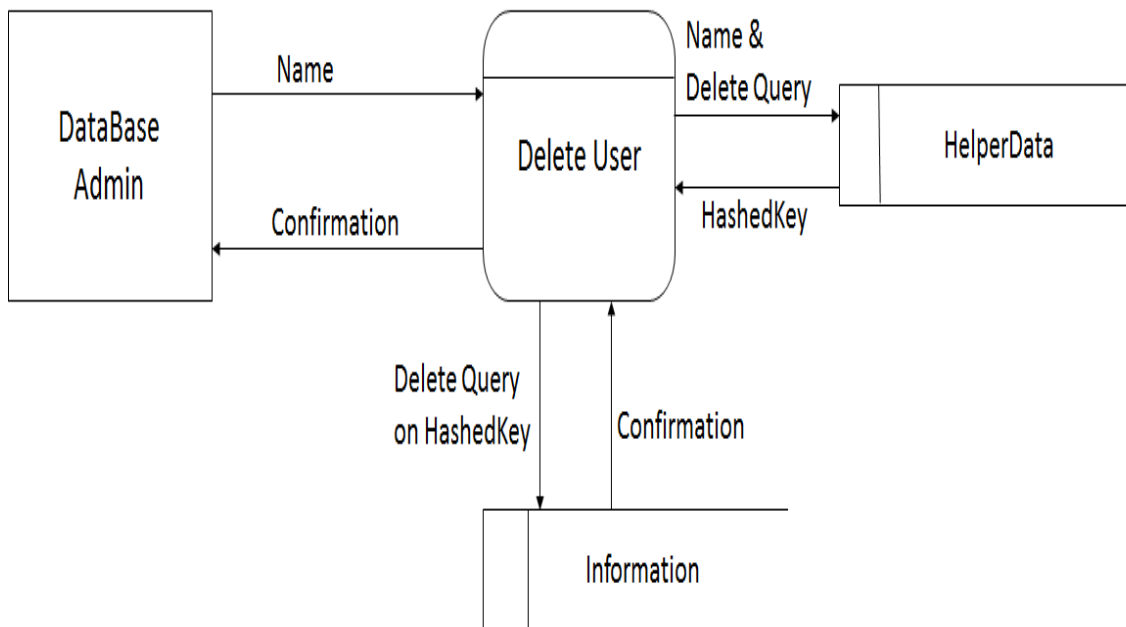 DataBase
Admin
Name
Confirmation
Delete User
Name &
Delete Query
HashedKey
HelperData
Delete Query
on HashedKey
Confirmation
Information